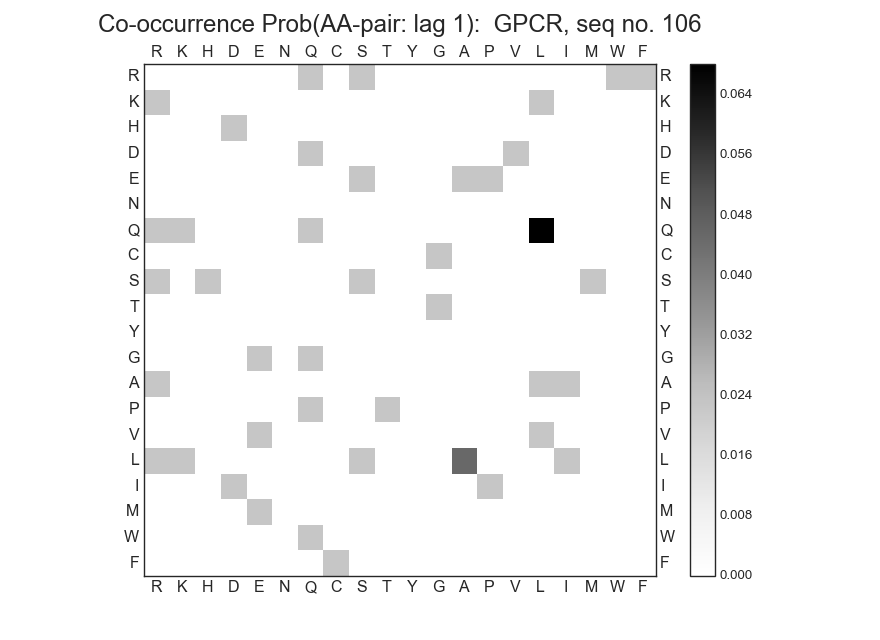 Co-occurrence Prob(AA-pair: lag 1):  GPCR, seq no. 106
R K H D E N Q C S T Y G A P V L I M W F
R R
K K
H H
D D
E E
N N
Q Q
C C
S S
T T
Y Y
G G
A A
P P
V V
L L
I I
M M
W W
F F
R K H D E N Q C S T Y G A P V L I M W F
0.064
0.056
0.048
0.040
0.032
0.024
0.016
0.008
0.000